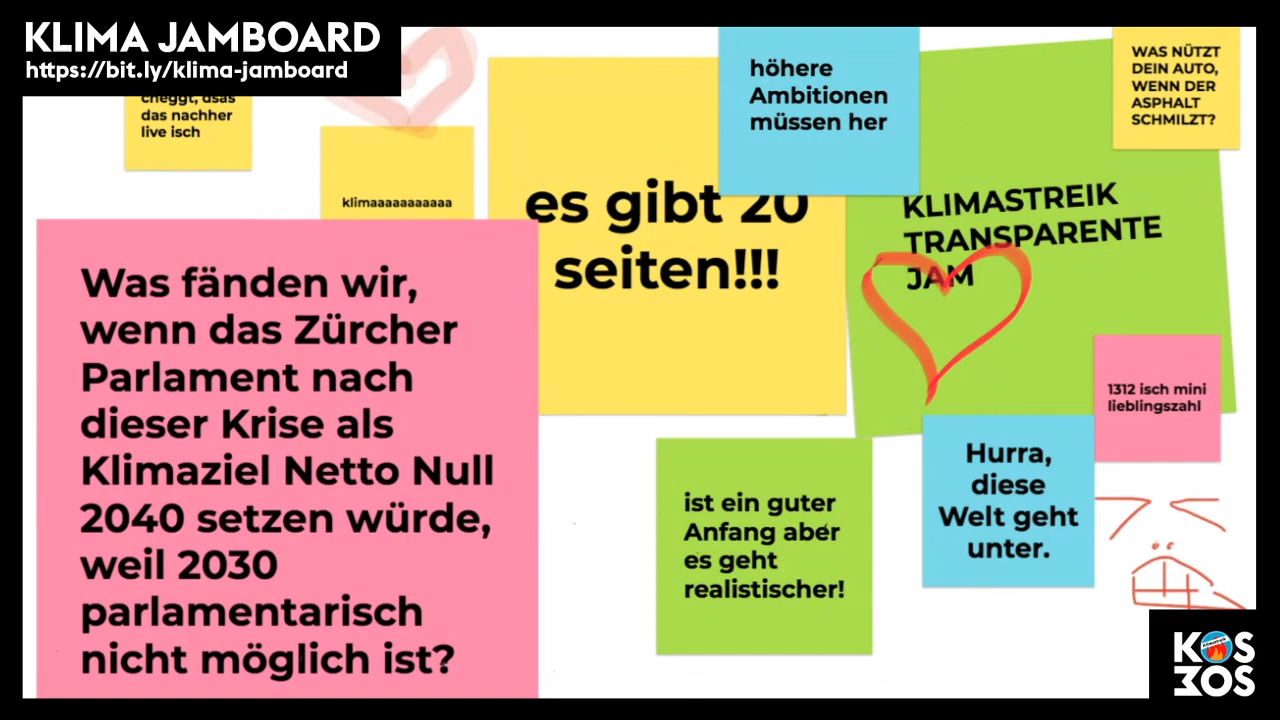 KLIMA JAMBOARD
https://bit.ly/klima-jamboard
cheggt, dsas
das nachher
live isch
klimaaaaaaaaaaa
es gibt 20
seiten!!!
höhere
Ambitionen
müssen her
WAS NÜTZT
DEIN AUTO,
WENN DER
ASPHALT
SCHMILZT?
KLIMASTREIK
TRANSPARENTE
JAM
Was fänden wir,
wenn das Zürcher
Parlament nach
dieser Krise als
Klimaziel Netto Null
2040 setzen würde,
weil 2030
parlamentarisch
nicht möglich ist?
1312 isch mini
lieblingszahl
ist ein guter
Anfang aber
es geht
realistischer!
Hurra,
diese
Welt geht
unter.